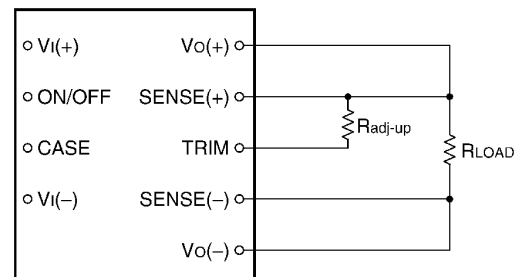 VI(+) VO(+)
ON/OFF SENSE(+)
Radj-up
CASE TRIM
RLOAD
VI(–) SENSE(–)
VO(–)